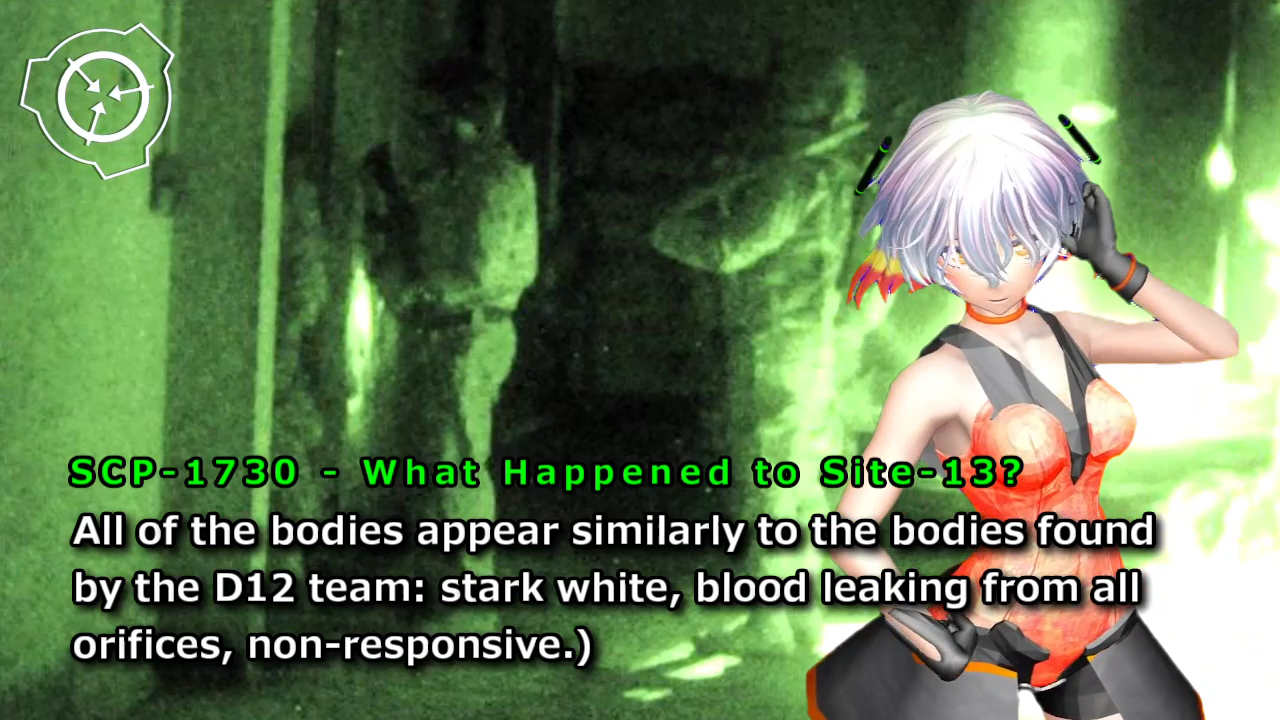 SCP-1730 - What Happened to Site-13?
All of the bodies appear similarly to the bodies found
by the D12 team: stark white, blood leaking from all
orifices, non-responsive.)